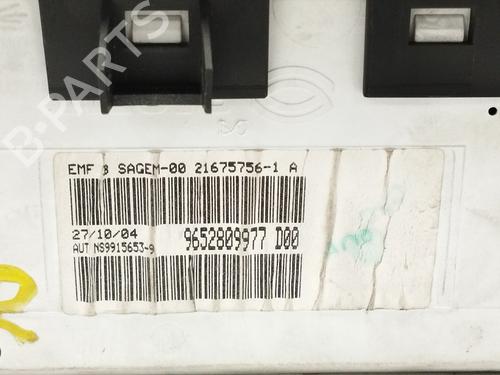 B-PARTS
EMF B SAGEM-00 21675756-1 A
27/10/04
AUT NS9915653-9
9652809977 D00